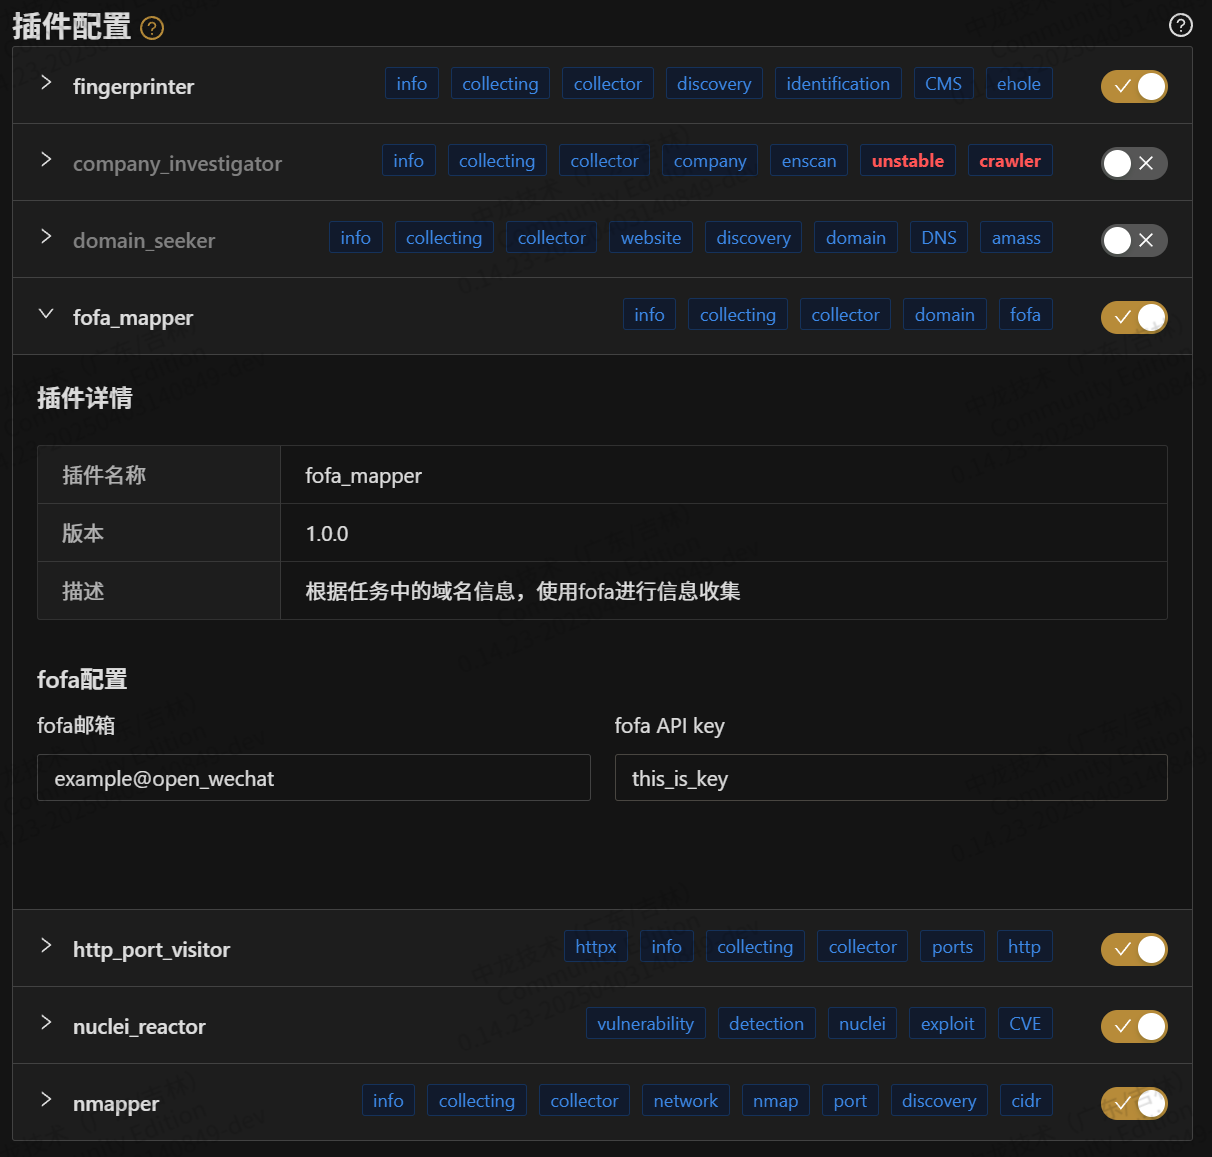 插件配置
fingerprinter info collecting collector discovery identification CMS ehole
company_investigator info collecting collector company enscan unstable crawler
domain_seeker info collecting collector website discovery domain DNS amass
fofa_mapper info collecting collector domain fofa
插件详情
插件名称 fofa_mapper
版本 1.0.0
描述 根据任务中的域名信息，使用fofa进行信息收集
fofa配置
fofa邮箱 fofa API key
example@open_wechat this_is_key
http_port_visitor httpx info collecting collector ports http
nuclei_reactor vulnerability detection nuclei exploit CVE
nmapper info collecting collector network nmap port discovery cidr